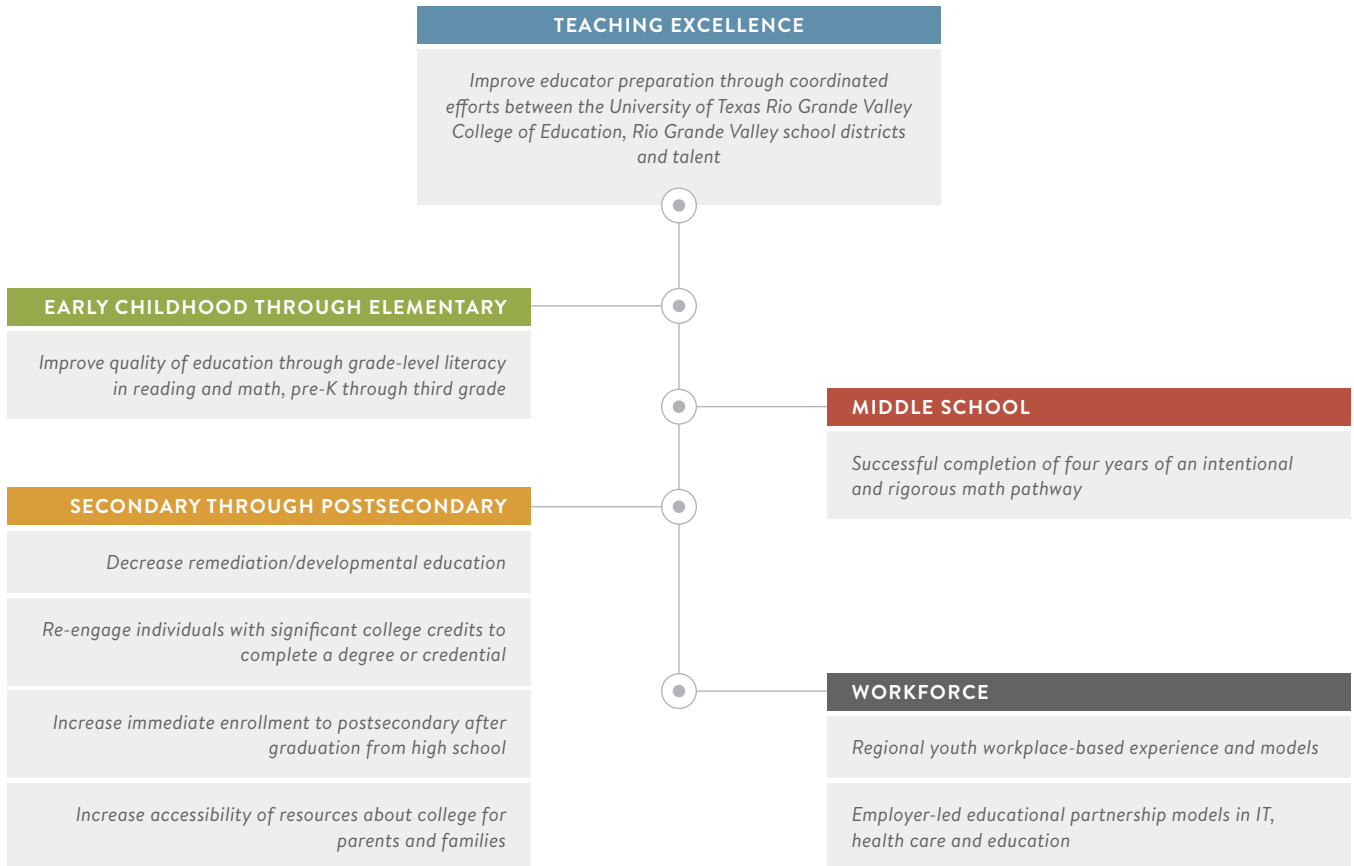 TEACHING EXCELLENCE
Improve educator preparation through coordinated
efforts between the University of Texas Rio Grande Valley
College of Education, Rio Grande Valley school districts
and talent
EARLY CHILDHOOD THROUGH ELEMENTARY
Improve quality of education through grade-level literacy
in reading and math, pre-K through third grade
MIDDLE SCHOOL
Successful completion of four years of an intentional
and rigorous math pathway
SECONDARY THROUGH POSTSECONDARY
Decrease remediation/developmental education
Re-engage individuals with significant college credits to
complete a degree or credential
Increase immediate enrollment to postsecondary after
graduation from high school
Increase accessibility of resources about college for
parents and families
WORKFORCE
Regional youth workplace-based experience and models
Employer-led educational partnership models in IT,
health care and education